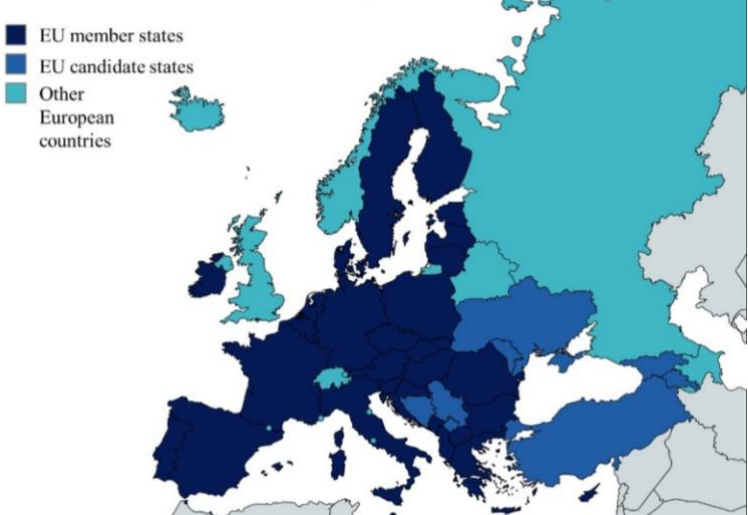 EU member states
EU candidate states
Other
European
countries